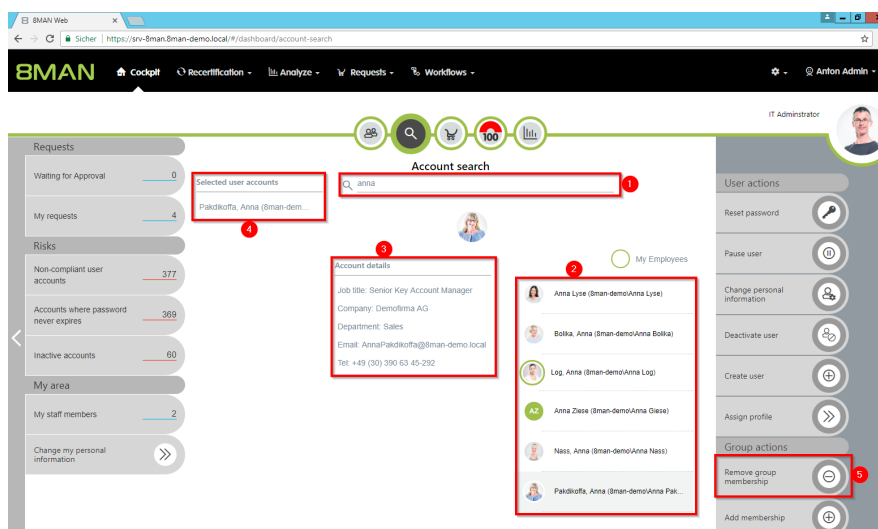 8MAN Web
Sicher
https://srv-8man.8man-demo.local/#/dashboard/account-search
8MAN
Cockpit
Recertification
Analyze
Requests
Workflows
Anton Admin
IT Adminstrator
100
Requests
Waiting for Approval
0
My requests
4
Risks
Non-compliant user
accounts
377
Accounts where password
never expires
369
Inactive accounts
60
My area
My staff members
2
Change my personal
information
Selected user accounts
Pakdikoffa, Anna (8man-dem...
4
Account search
anna
1
3
Account details
Job title: Senior Key Account Manager
Company: Demofirma AG
Department: Sales
Email: AnnaPakdikoffa@8man-demo.local
Tel: +49 (30) 390 63 45-292
My Employees
2
Anna Lyse (8man-demo\Anna Lyse)
Bolika, Anna (8man-demo\Anna Bolika)
Log, Anna (8man-demo\Anna Log)
AZ
Anna Ziese (8man-demo\Anna Giese)
Nass, Anna (8man-demo\Anna Nass)
Pakdikoffa, Anna (8man-demo\Anna Pak...
User actions
Reset password
Pause user
Change personal
information
Deactivate user
Create user
Assign profile
Group actions
Remove group
membership
5
Add membership